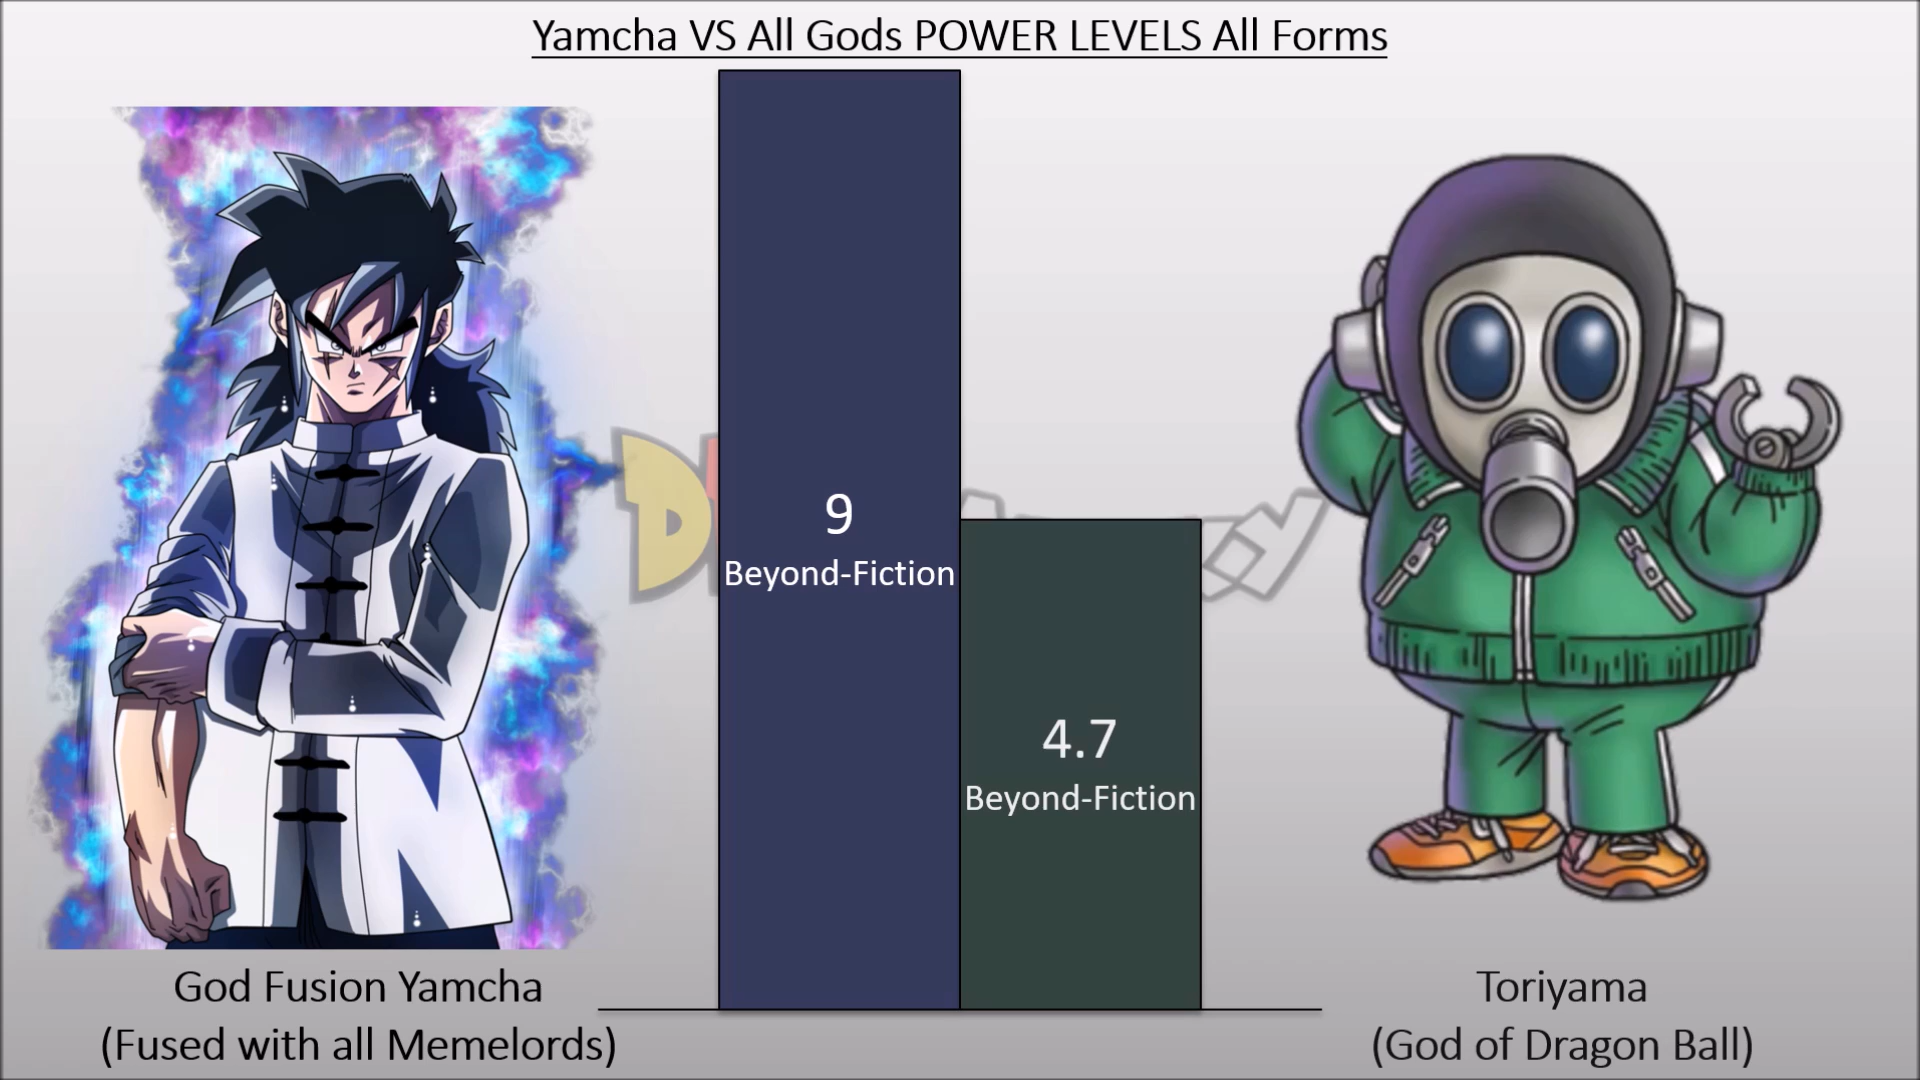 Yamcha VS All Gods POWER LEVELS All Forms
9
Beyond-Fiction
4.7
Beyond-Fiction
God Fusion Yamcha
(Fused with all Memelords)
Toriyama
(God of Dragon Ball)